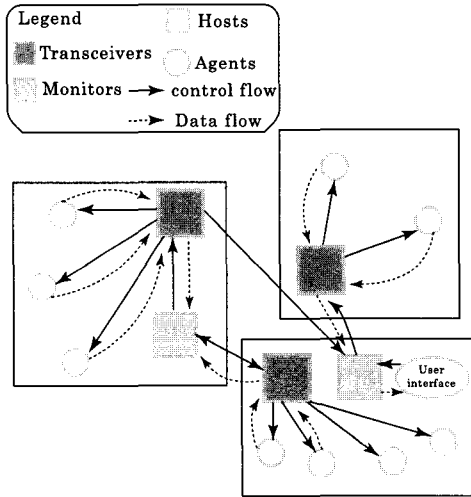 Legend
Hosts
Transceivers
Agents
Monitors
control flow
Data flow
User
interface